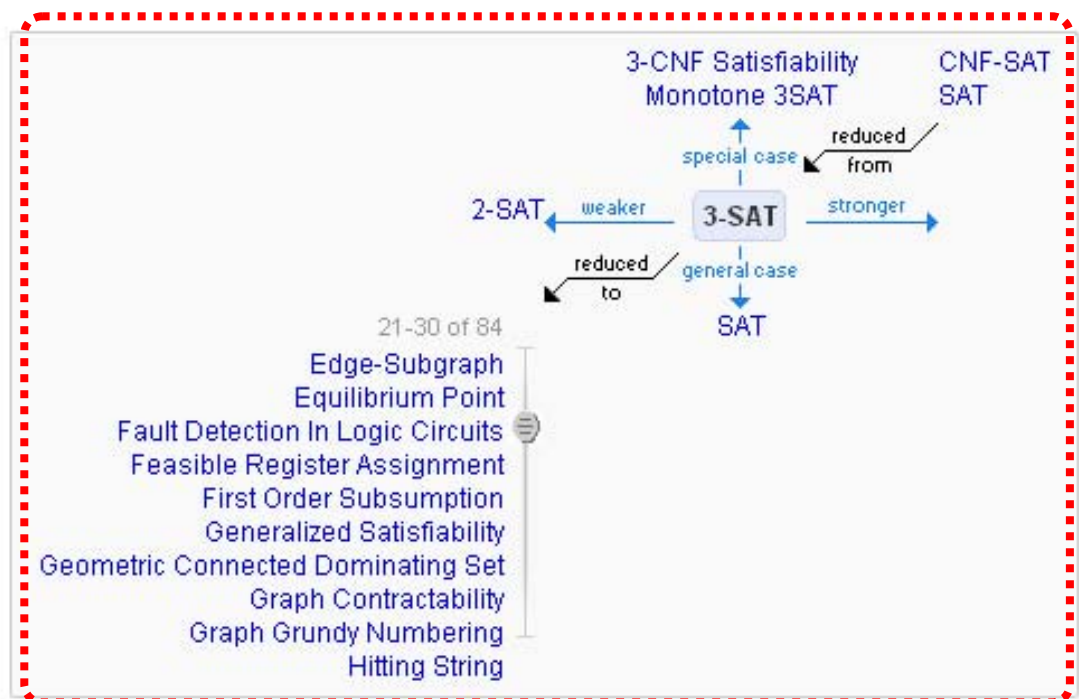 3-CNF Satisfiability
CNF-SAT
Monotone 3SAT
SAT
reduced
from
special case
2-SAT
weaker
3-SAT
stronger
reduced
to
general case
SAT
21-30 of 84
Edge-Subgraph
Equilibrium Point
Fault Detection In Logic Circuits
Feasible Register Assignment
First Order Subsumption
Generalized Satisfiability
Geometric Connected Dominating Set
Graph Contractability
Graph Grundy Numbering
Hitting String